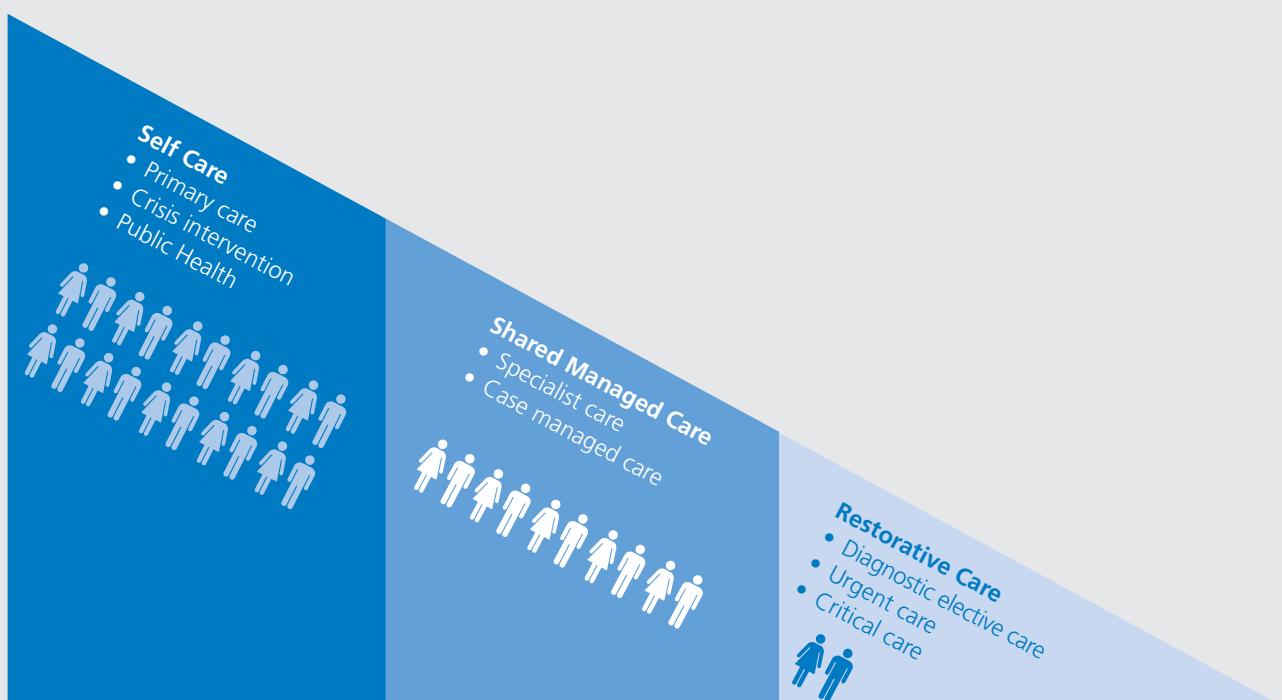 Self Care
• Primary care
• Crisis intervention
• Public Health
Shared Managed Care
• Specialist care
• Case managed care
Restorative Care
• Diagnostic elective care
• Urgent care
• Critical care